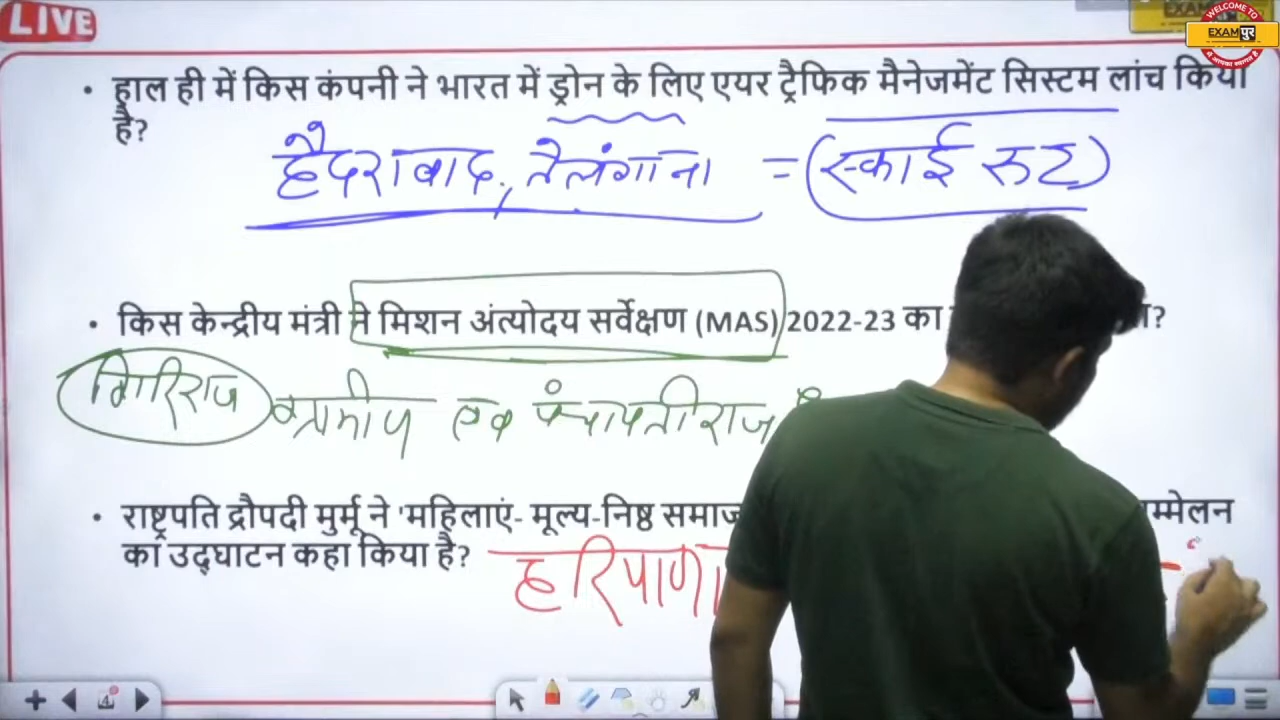 LIVE
WELCOME TO
EXAMपुर
हाल ही में किस कंपनी ने भारत में ड्रोन के लिए एयर ट्रैफिक मैनेजमेंट सिस्टम लांच किया
है?
हैदराबाद, तेलंगाना = (स्काई रूट)
किस केन्द्रीय मंत्री ने मिशन अंत्योदय सर्वेक्षण (MAS) 2022-23 का
गिरिराज ग्रामीण एव पंचायतीराज
राष्ट्रपति द्रौपदी मुर्मू ने 'महिलाएं- मूल्य-निष्ठ समाज
का उद्घाटन कहा किया है?
हरियाणा